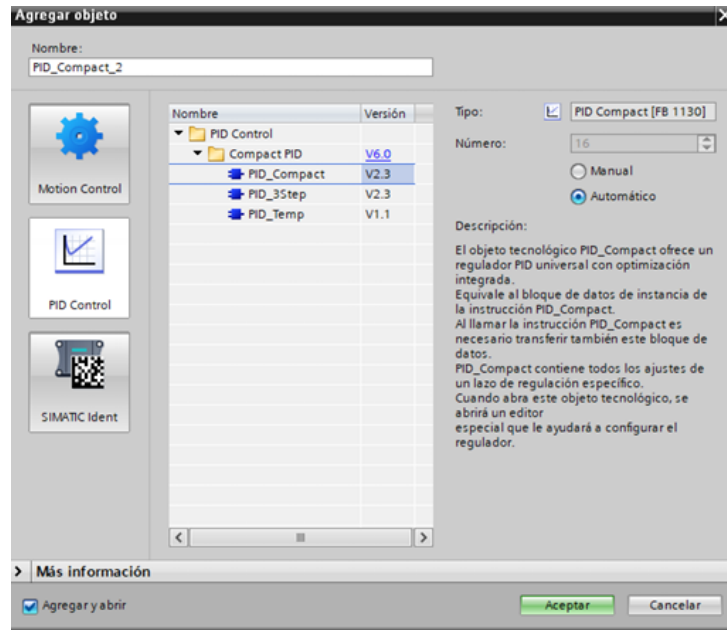 Agregar objeto
Nombre:
PID_Compact_2
Motion Control
PID Control
SIMATIC Ident
Nombre Versión
PID Control
Compact PID V6.0
PID_Compact V2.3
PID_3Step V2.3
PID_Temp V1.1
Tipo: PID Compact [FB 1130]
Número: 16
Manual
Automático
Descripción:
El objeto tecnológico PID_Compact ofrece un
regulador PID universal con optimización
integrada.
Equivale al bloque de datos de instancia de
la instrucción PID_Compact.
Al llamar la instrucción PID_Compact es
necesario transferir también este bloque de
datos.
PID_Compact contiene todos los ajustes de
un lazo de regulación específico.
Cuando abra este objeto tecnológico, se
abrirá un editor
especial que le ayudará a configurar el
regulador.
Más información
Agregar y abrir
Aceptar Cancelar